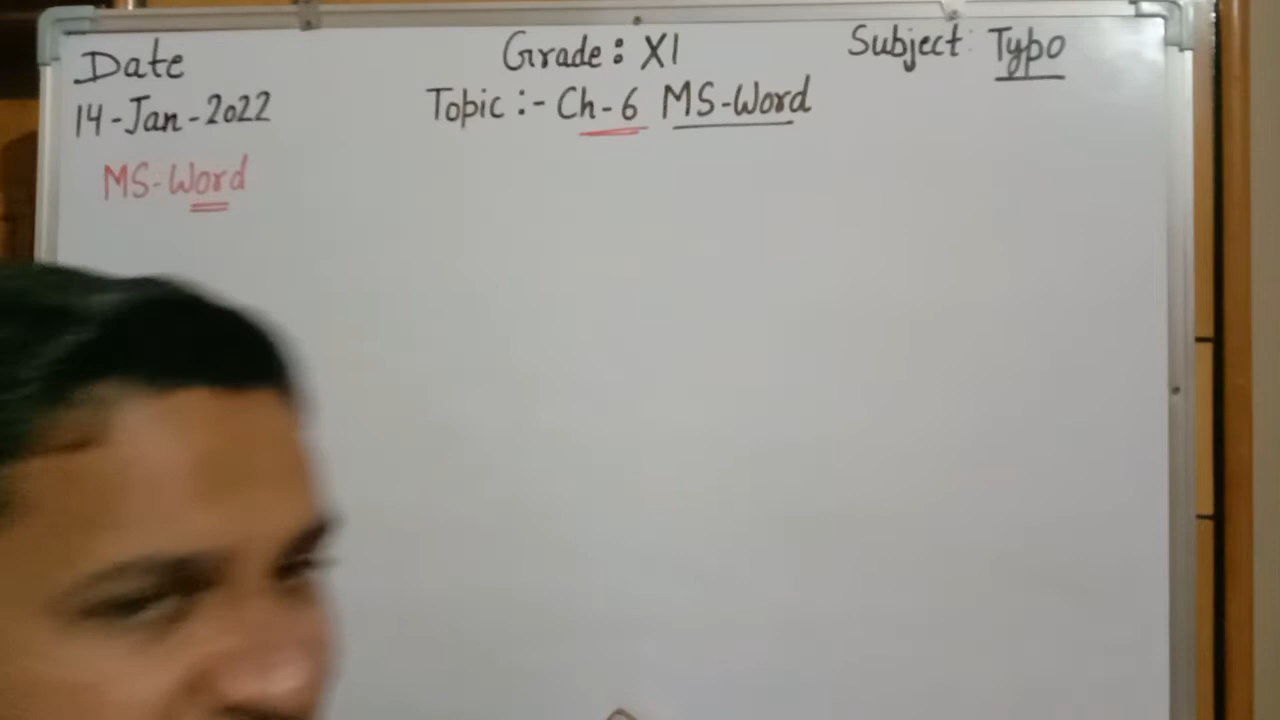 Date Grade: XI Subject: Typo
14-Jan-2022 Topic:- Ch-6 MS-Word
MS-Word